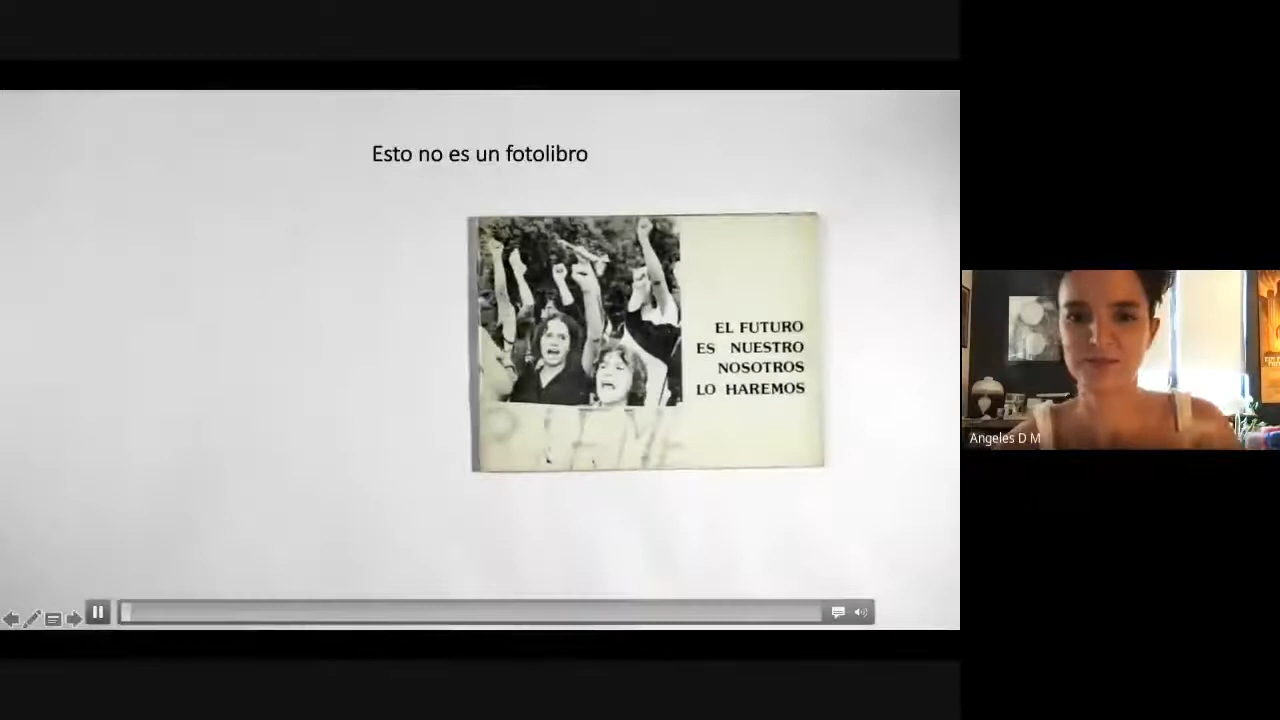 Esto no es un fotolibro
EL FUTURO
ES NUESTRO
NOSOTROS
LO HAREMOS
Angeles D M